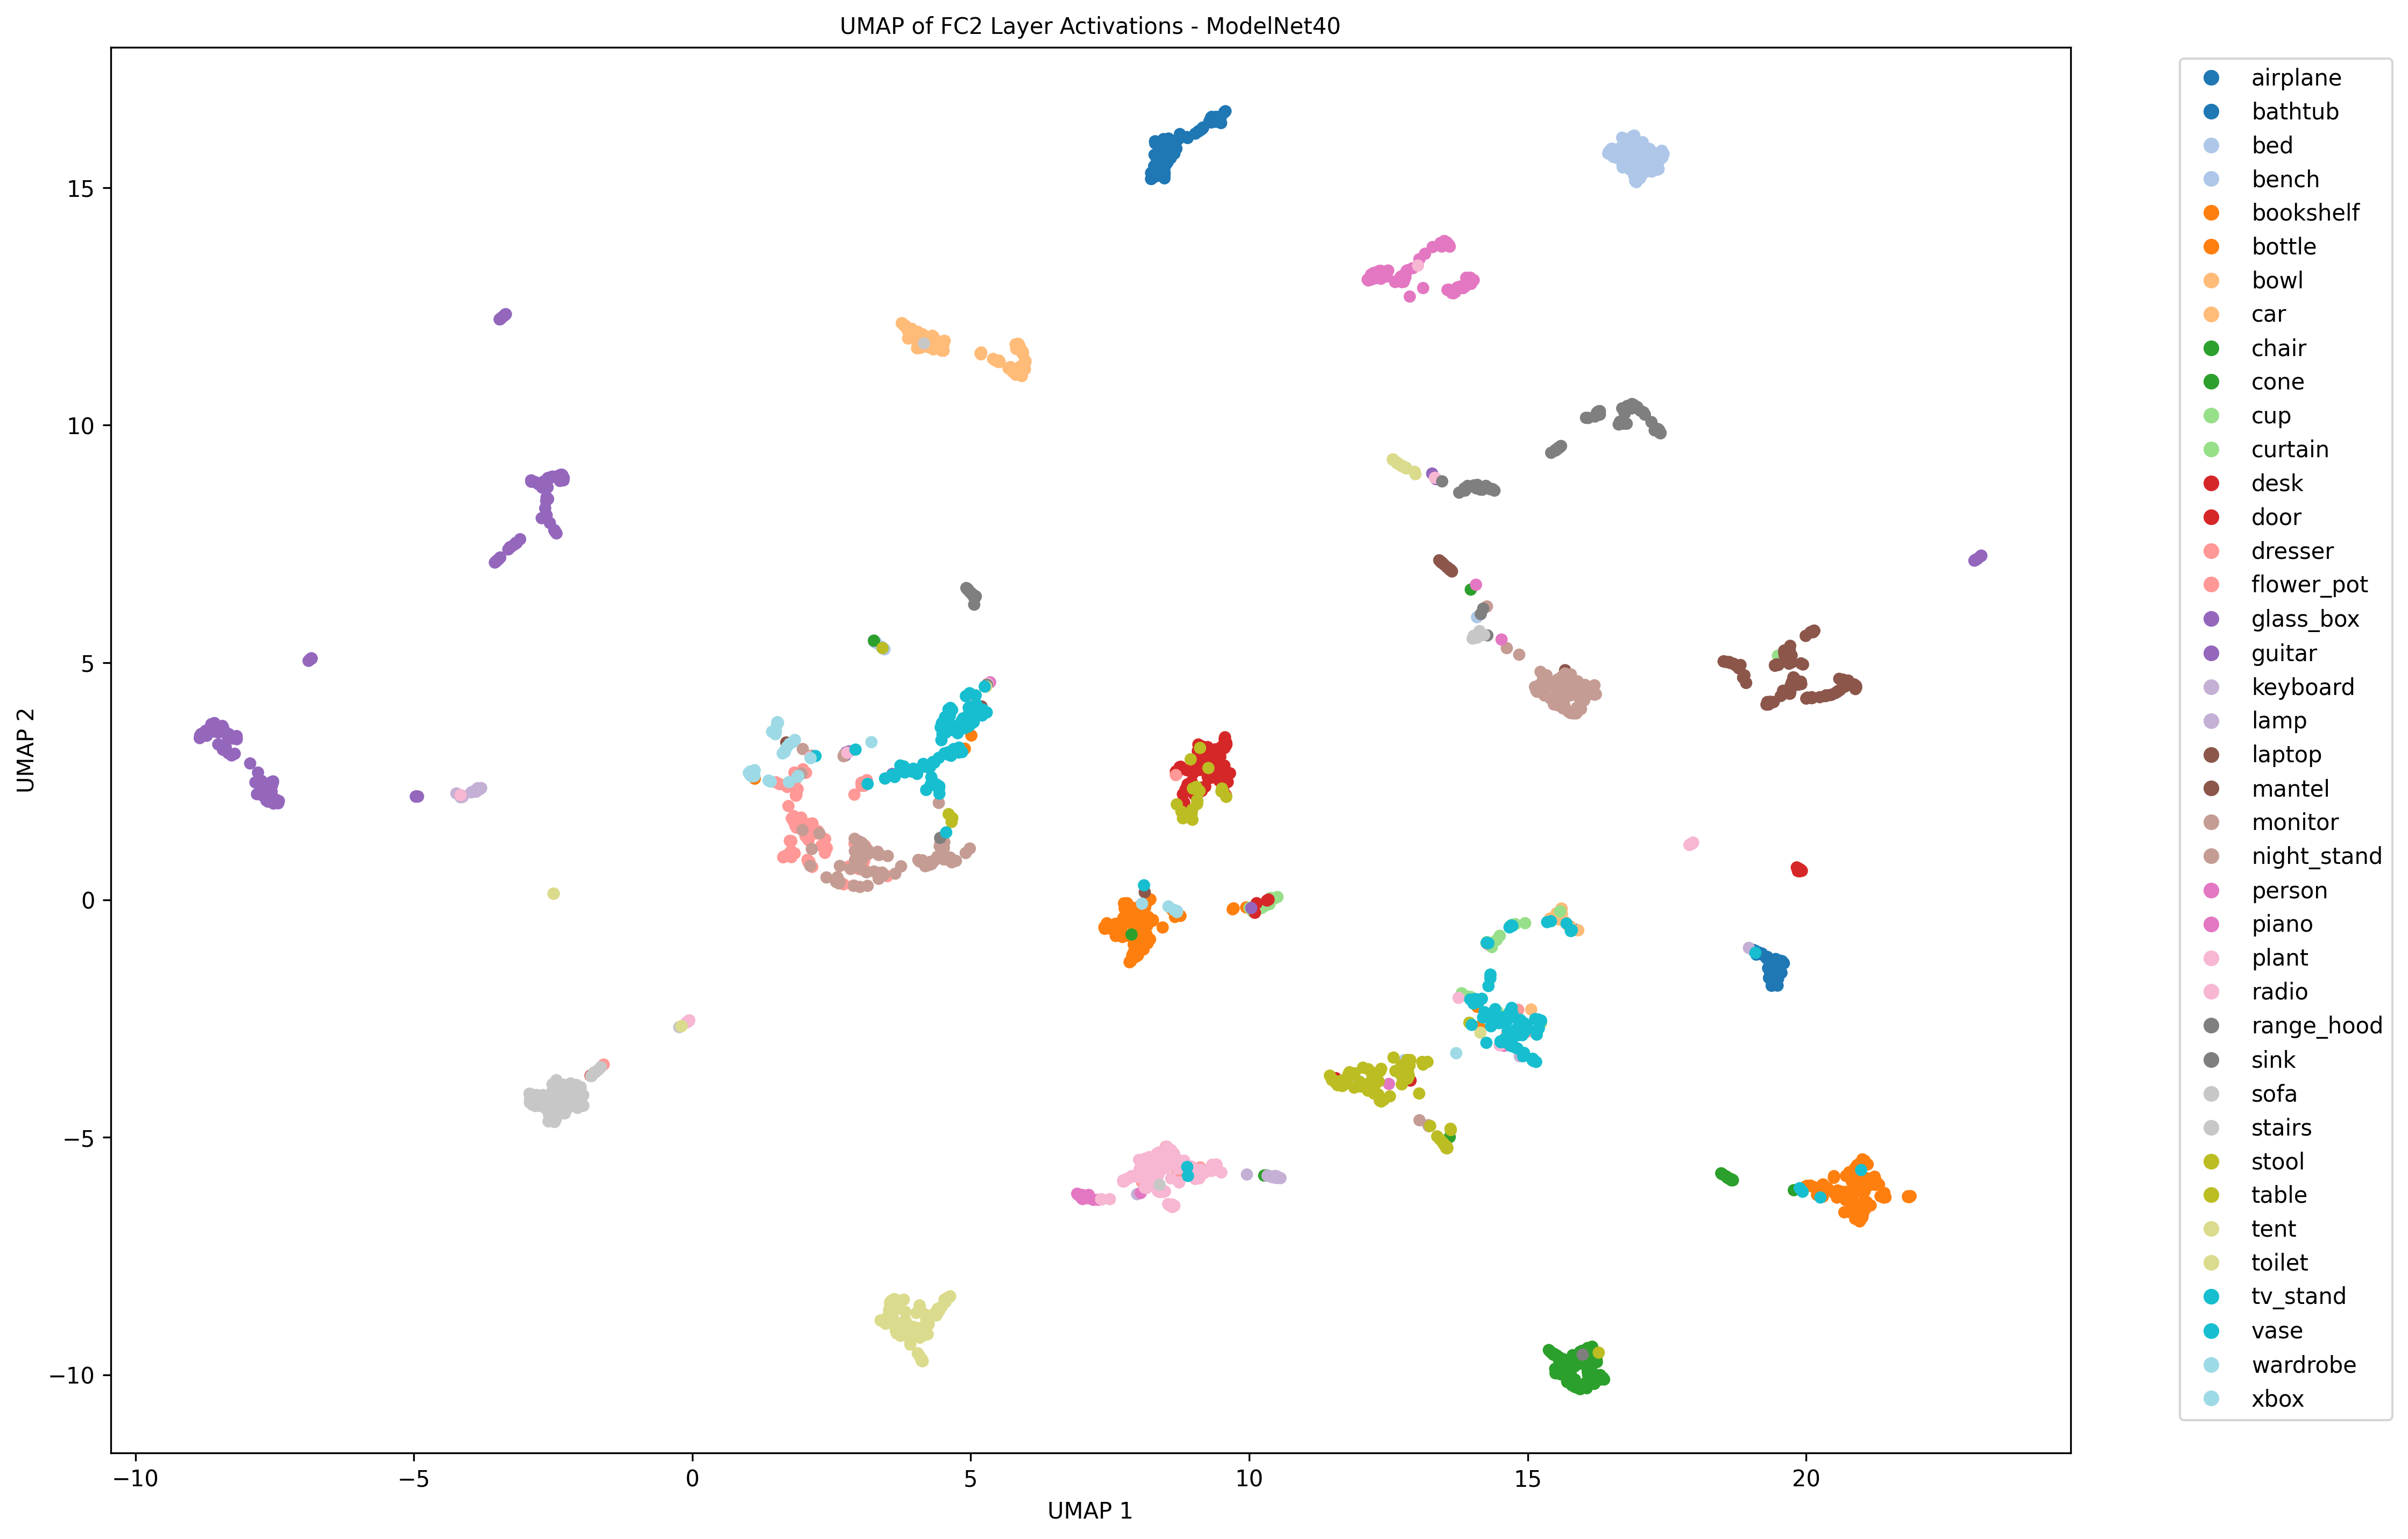 UMAP of FC2 Layer Activations - ModelNet40
UMAP 2
15
10
5
0
−5
−10
−10
−5
0
5
10
15
20
UMAP 1
airplane
bathtub
bed
bench
bookshelf
bottle
bowl
car
chair
cone
cup
curtain
desk
door
dresser
flower_pot
glass_box
guitar
keyboard
lamp
laptop
mantel
monitor
night_stand
person
piano
plant
radio
range_hood
sink
sofa
stairs
stool
table
tent
toilet
tv_stand
vase
wardrobe
xbox